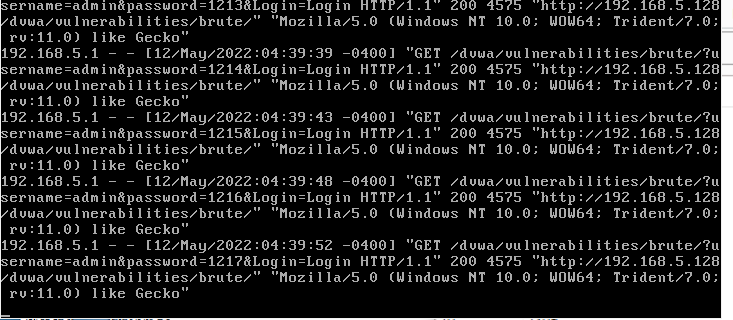 sername=admin&password=1213&Login=Login HTTP/1.1" 200 4575 "http://192.168.5.128
/dvwa/vulnerabilities/brute/" "Mozilla/5.0 (Windows NT 10.0; WOW64; Trident/7.0;
rv:11.0) like Gecko"
192.168.5.1 - - [12/May/2022:04:39:39 -0400] "GET /dvwa/vulnerabilities/brute/?u
sername=admin&password=1214&Login=Login HTTP/1.1" 200 4575 "http://192.168.5.128
/dvwa/vulnerabilities/brute/" "Mozilla/5.0 (Windows NT 10.0; WOW64; Trident/7.0;
rv:11.0) like Gecko"
192.168.5.1 - - [12/May/2022:04:39:43 -0400] "GET /dvwa/vulnerabilities/brute/?u
sername=admin&password=1215&Login=Login HTTP/1.1" 200 4575 "http://192.168.5.128
/dvwa/vulnerabilities/brute/" "Mozilla/5.0 (Windows NT 10.0; WOW64; Trident/7.0;
rv:11.0) like Gecko"
192.168.5.1 - - [12/May/2022:04:39:48 -0400] "GET /dvwa/vulnerabilities/brute/?u
sername=admin&password=1216&Login=Login HTTP/1.1" 200 4575 "http://192.168.5.128
/dvwa/vulnerabilities/brute/" "Mozilla/5.0 (Windows NT 10.0; WOW64; Trident/7.0;
rv:11.0) like Gecko"
192.168.5.1 - - [12/May/2022:04:39:52 -0400] "GET /dvwa/vulnerabilities/brute/?u
sername=admin&password=1217&Login=Login HTTP/1.1" 200 4575 "http://192.168.5.128
/dvwa/vulnerabilities/brute/" "Mozilla/5.0 (Windows NT 10.0; WOW64; Trident/7.0;
rv:11.0) like Gecko"